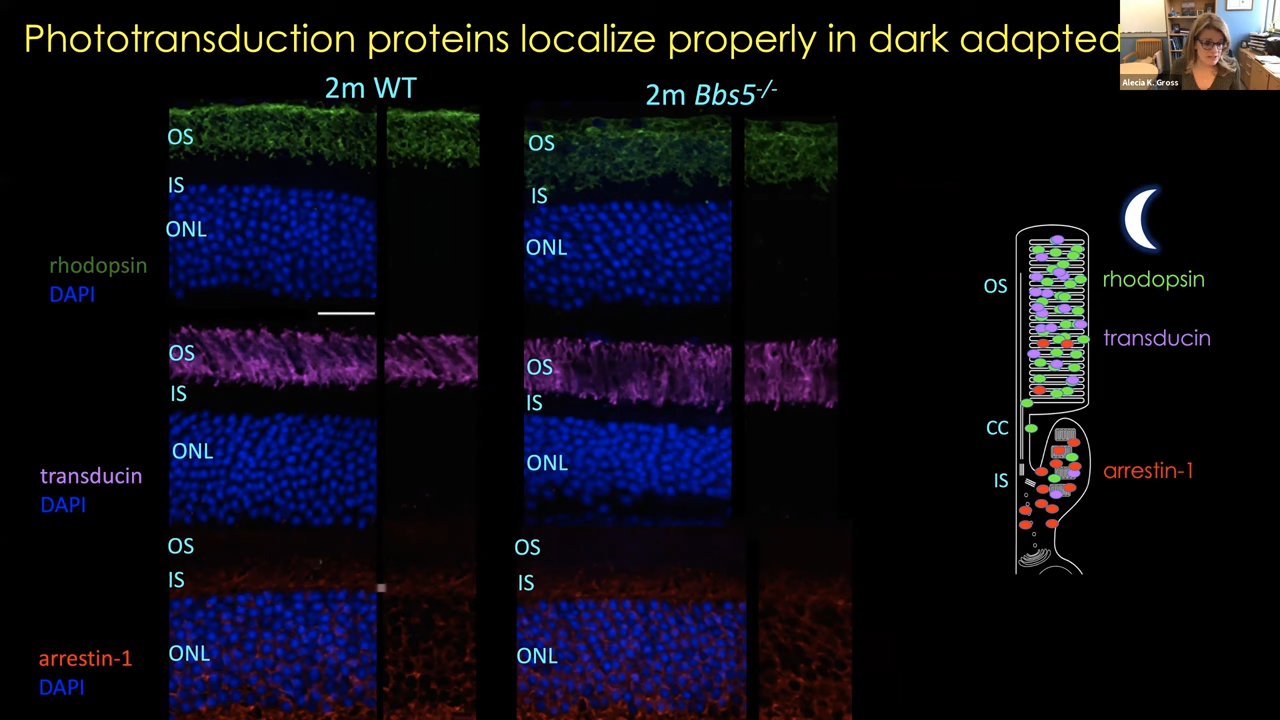 Phototransduction proteins localize properly in dark adapted
Alecia K. Gross
2m WT
2m Bbs5-/-
OS
IS
ONL
OS
IS
ONL
rhodopsin
DAPI
OS
IS
ONL
OS
IS
ONL
transducin
DAPI
OS
IS
ONL
OS
IS
ONL
arrestin-1
DAPI
OS
rhodopsin
transducin
CC
IS
arrestin-1